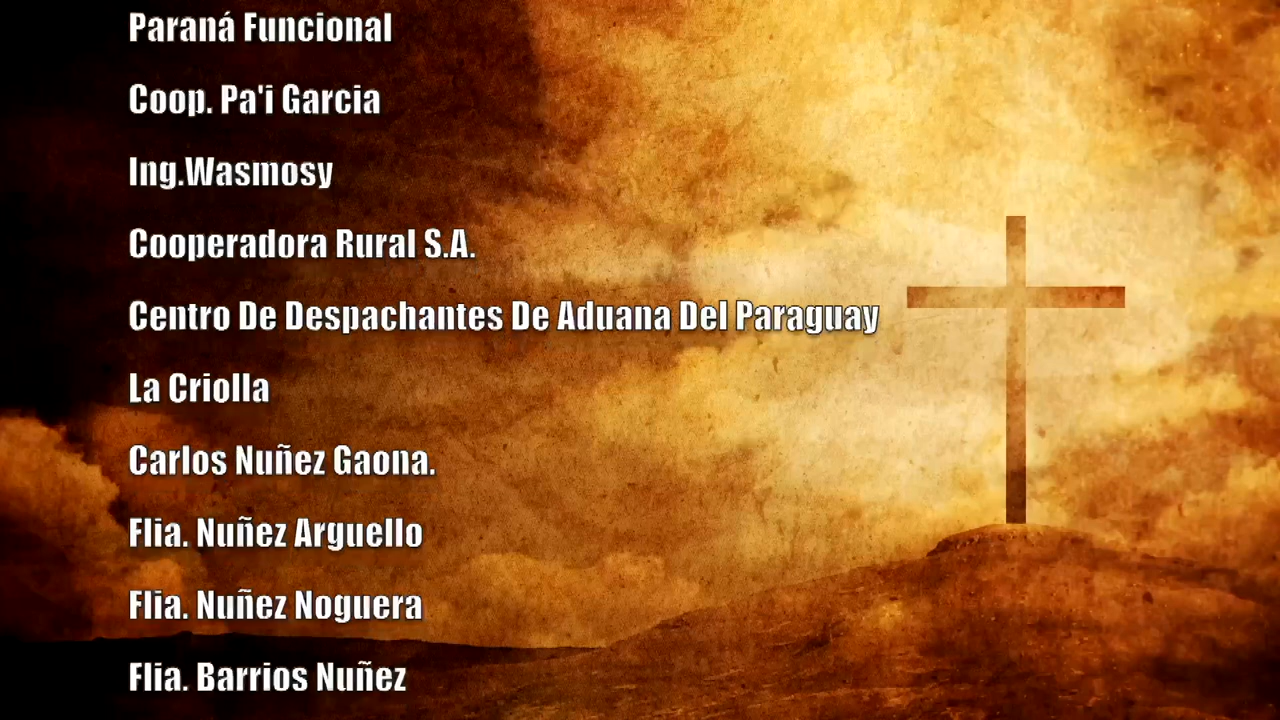 Paraná Funcional
Coop. Pa'i Garcia
Ing.Wasmosy
Cooperadora Rural S.A.
Centro De Despachantes De Aduana Del Paraguay
La Criolla
Carlos Nuñez Gaona.
Flia. Nuñez Arguello
Flia. Nuñez Noguera
Flia. Barrios Nuñez